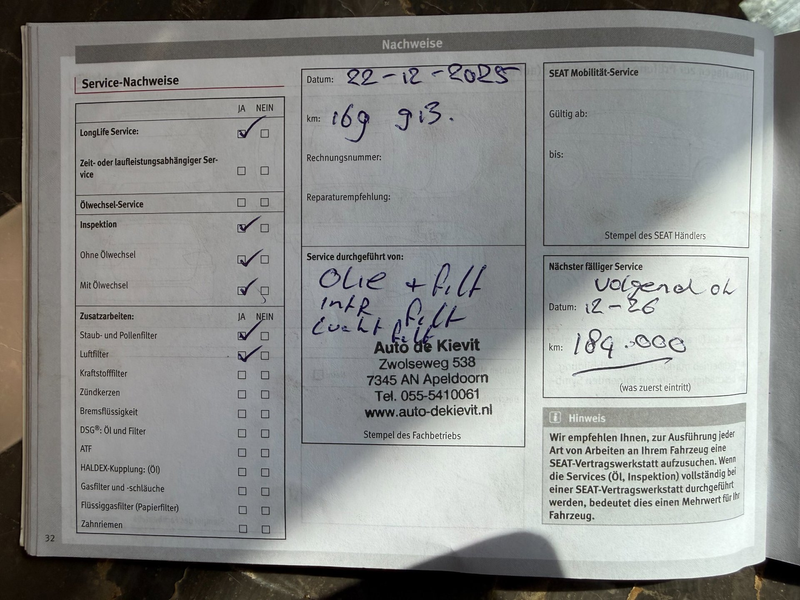 Nachweise
Service-Nachweise
JA NEIN
LongLife Service:
Zeit- oder laufleistungsabhängiger Ser-
vice
Ölwechsel-Service
Inspektion
Ohne Ölwechsel
Mit Ölwechsel
Zusatzarbeiten: JA NEIN
Staub- und Pollenfilter
Luftfilter
Kraftstofffilter
Zündkerzen
Bremsflüssigkeit
DSG®: Öl und Filter
ATF
HALDEX-Kupplung: (Öl)
Gasfilter und -schläuche
Flüssiggasfilter (Papierfilter)
Zahnriemen
32
Datum: 22-12-2025
km: 169 913.
Rechnungsnummer:
Reparaturempfehlung:
Service durchgeführt von:
Olie + filt
intr filt
lucht filt
Auto de Kievit
Zwolseweg 538
7345 AN Apeldoorn
Tel. 055-5410061
www.auto-dekievit.nl
Stempel des Fachbetriebs
SEAT Mobilität-Service
Gültig ab:
bis:
Stempel des SEAT Händlers
Nächster fälliger Service
Volgend oh
Datum: 12-26
km: 184.000
(was zuerst eintritt)
Hinweis
Wir empfehlen Ihnen, zur Ausführung jeder
Art von Arbeiten an Ihrem Fahrzeug eine
SEAT-Vertragswerkstatt aufzusuchen. Wenn
die Services (Öl, Inspektion) vollständig bei
einer SEAT-Vertragswerkstatt durchgeführt
werden, bedeutet dies einen Mehrwert für Ihr
Fahrzeug.